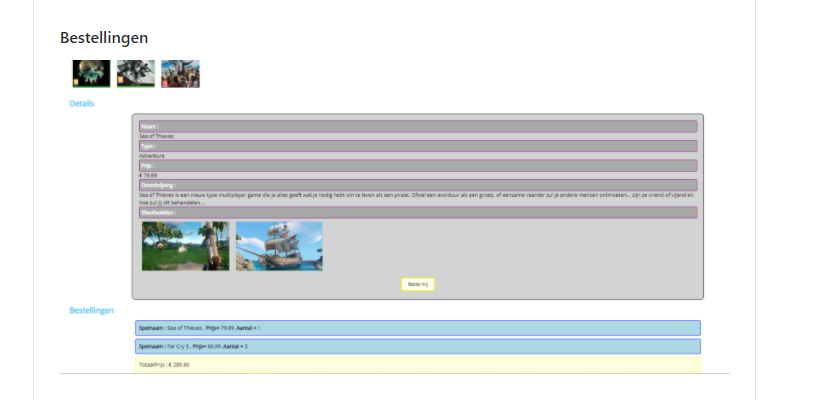 Bestellingen
Details
Naam :
Sea of Thieves
Type :
Adventure
Prijs :
€ 79.99
Omschrijving :
Sea of Thieves is een nieuw type multiplayer game die je alles geeft wat je nodig hebt om te leven als een piraat. Ofwel een avontuur als een groep, of eenzame vaarder zul je andere mensen ontmoeten... zijn ze vriend of vijand en
hoe zul jij dit behandelen ...
Sfeerbeelden :
Bestel mij
Bestellingen
Spelnaam : Sea of Thieves . Prijs= 79.99 .Aantal = 1
Spelnaam : Far Cry 5 . Prijs= 69.99 .Aantal = 3
TotaalPrijs : € 289.96